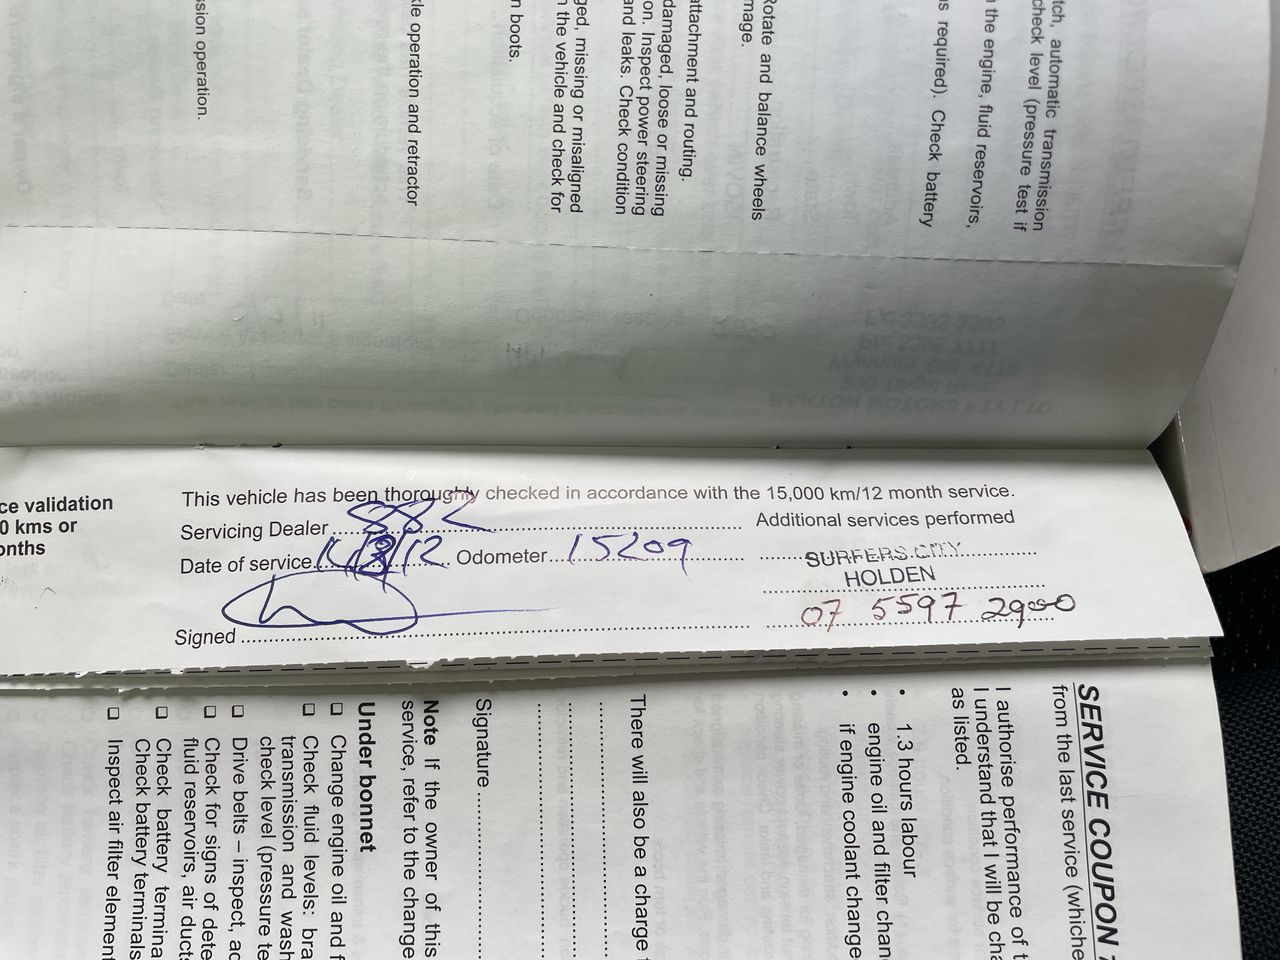 tch, automatic transmission
check level (pressure test if
the engine, fluid reservoirs,
s required). Check battery
Rotate and balance wheels
mage.
attachment and routing.
damaged, loose or missing
on. Inspect power steering
and leaks. Check condition
ged, missing or misaligned
the vehicle and check for
n boots.
kle operation and retractor
sion operation.
ce validation
0 kms or
onths
This vehicle has been thoroughly checked in accordance with the 15,000 km/12 month service.
Servicing Dealer 882
Additional services performed
Date of service /12 Odometer 15209
SURFERS CITY
HOLDEN
07 5597 2900
Signed
SERVICE COUPON
from the last service (whiche
I authorise performance of t
I understand that I will be cha
as listed.
• 1.3 hours labour
• engine oil and filter chan
• if engine coolant change
There will also be a charge
Signature
Note If the owner of this
service, refer to the change
Under bonnet
❑ Change engine oil and f
❑ Check fluid levels: bra
transmission and wash
check level (pressure te
❑ Drive belts – inspect, ad
❑ Check for signs of dete
fluid reservoirs, air ducts
❑ Check battery termina
Check battery terminals
❑ Inspect air filter element